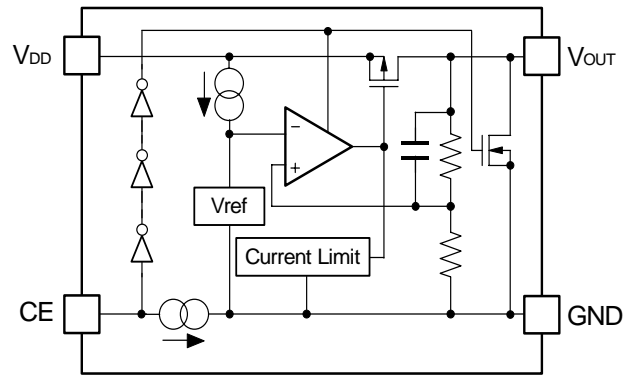 VDD
VOUT
−
+
Vref
Current Limit
CE
GND